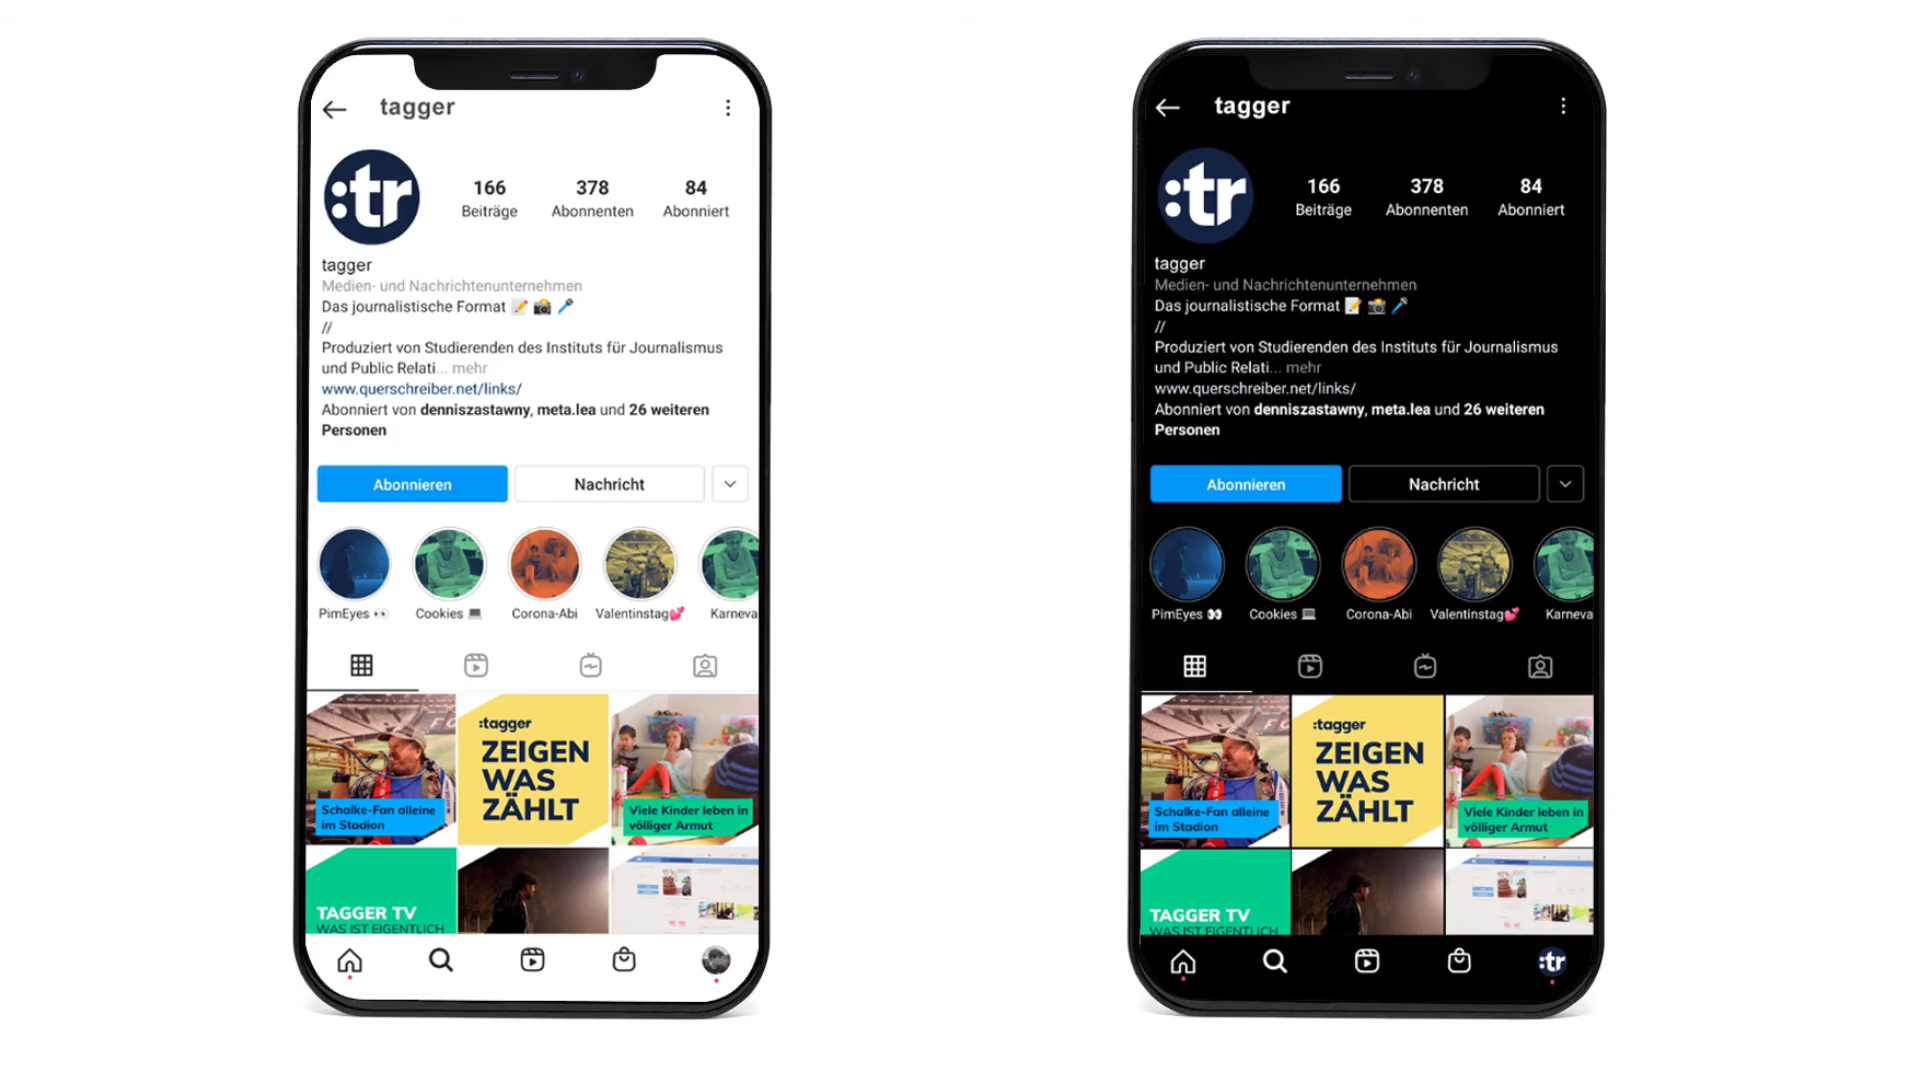 tagger
:tr
166 378 84
Beiträge Abonnenten Abonniert
tagger
Medien- und Nachrichtenunternehmen
Das journalistische Format 📝 📸 🎤
//
Produziert von Studierenden des Instituts für Journalismus
und Public Relati... mehr
www.querschreiber.net/links/
Abonniert von denniszastawny, meta.lea und 26 weiteren
Personen
Abonnieren Nachricht
PimEyes 👀 Cookies 💻 Corona-Abi Valentinstag💕 Karneva
Schalke-Fan alleine
im Stadion
:tagger
ZEIGEN
WAS
ZÄHLT
Viele Kinder leben in
völliger Armut
TAGGER TV
WAS IST EIGENTLICH
tagger
:tr
166 378 84
Beiträge Abonnenten Abonniert
tagger
Medien- und Nachrichtenunternehmen
Das journalistische Format 📝 📸 🎤
//
Produziert von Studierenden des Instituts für Journalismus
und Public Relati... mehr
www.querschreiber.net/links/
Abonniert von denniszastawny, meta.lea und 26 weiteren
Personen
Abonnieren Nachricht
PimEyes 👀 Cookies 💻 Corona-Abi Valentinstag💕 Karneva
Schalke-Fan alleine
im Stadion
:tagger
ZEIGEN
WAS
ZÄHLT
Viele Kinder leben in
völliger Armut
TAGGER TV
WAS IST EIGENTLICH
:tr